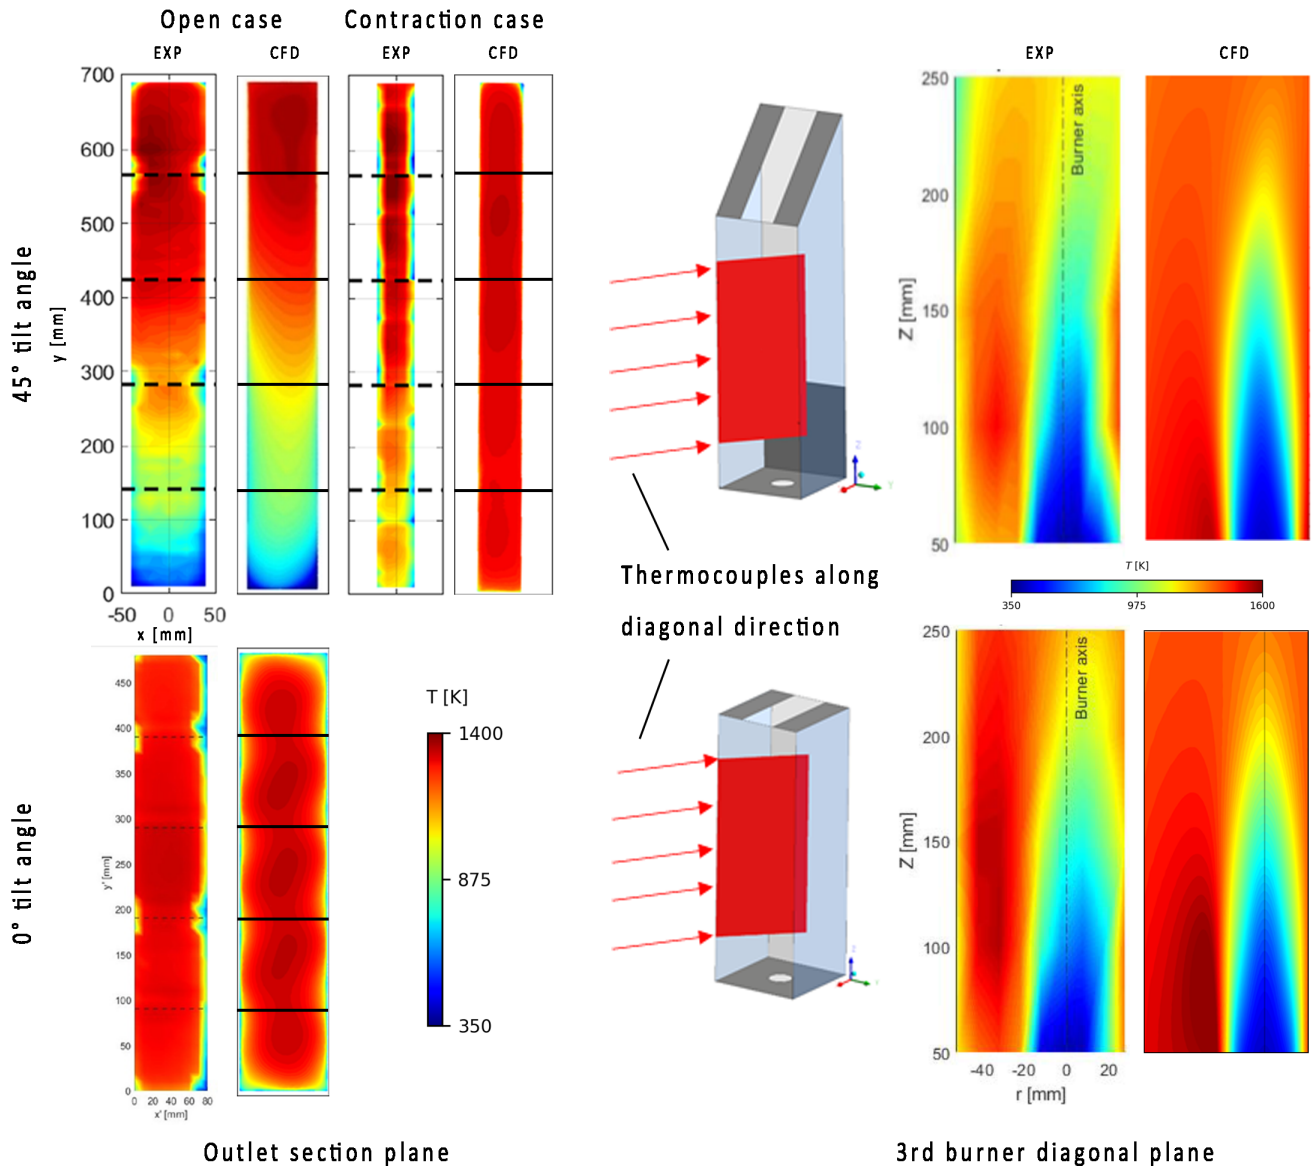 Open case
Contraction case
EXP
CFD
EXP
CFD
EXP
CFD
700
600
500
400
300
200
100
0
y [mm]
-50 0 50
x [mm]
45° tilt angle
250
200
150
100
50
Z [mm]
Burner axis
Thermocouples along
diagonal direction
T [K]
350 975 1600
0° tilt angle
450
400
350
300
250
200
150
100
50
0
y' [mm]
0 20 40 60 80
x' [mm]
T [K]
1400
875
350
250
200
150
100
50
Z [mm]
Burner axis
-40 -20 0 20
r [mm]
Outlet section plane
3rd burner diagonal plane